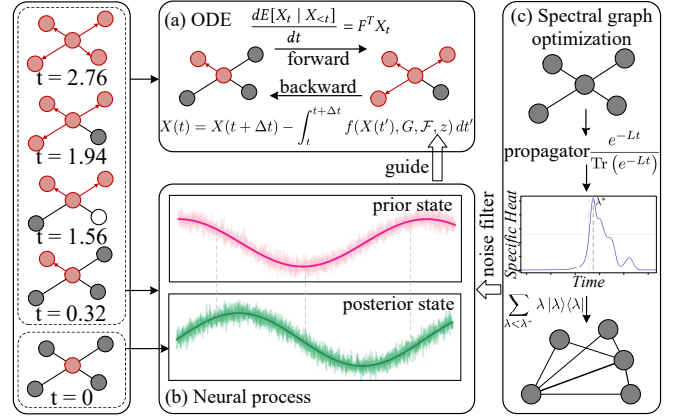 t = 2.76
t = 1.94
t = 1.56
t = 0.32
t = 0
(a) ODE
dE[X_t | X_{<t}] / dt = F^T X_t
forward
backward
X(t) = X(t + Δt) − ∫_t^{t+Δt} f(X(t′), G, ℱ, z) dt′
guide
prior state
posterior state
(b) Neural process
noise filter
(c) Spectral graph
optimization
propagator e^{−Lt} / Tr (e^{−Lt})
λ*
Specific Heat
Time
∑_{λ<λ*} λ |λ⟩⟨λ|